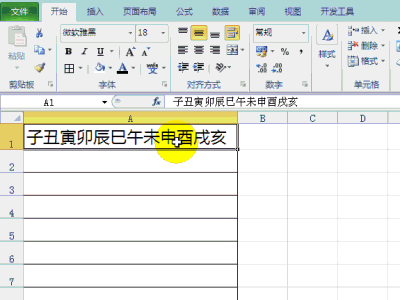 文件 开始 插入 页面布局 公式 数据 审阅 视图 开发工具
微软雅黑 18 常规 插入
粘贴 B I U A A 样式 删除
A 格式
剪贴板 字体 对齐方式 数字 单元格
A1 fx 子丑寅卯辰巳午未申酉戌亥
A B C D
1 子丑寅卯辰巳午未申酉戌亥
2
3
4
5
6
7